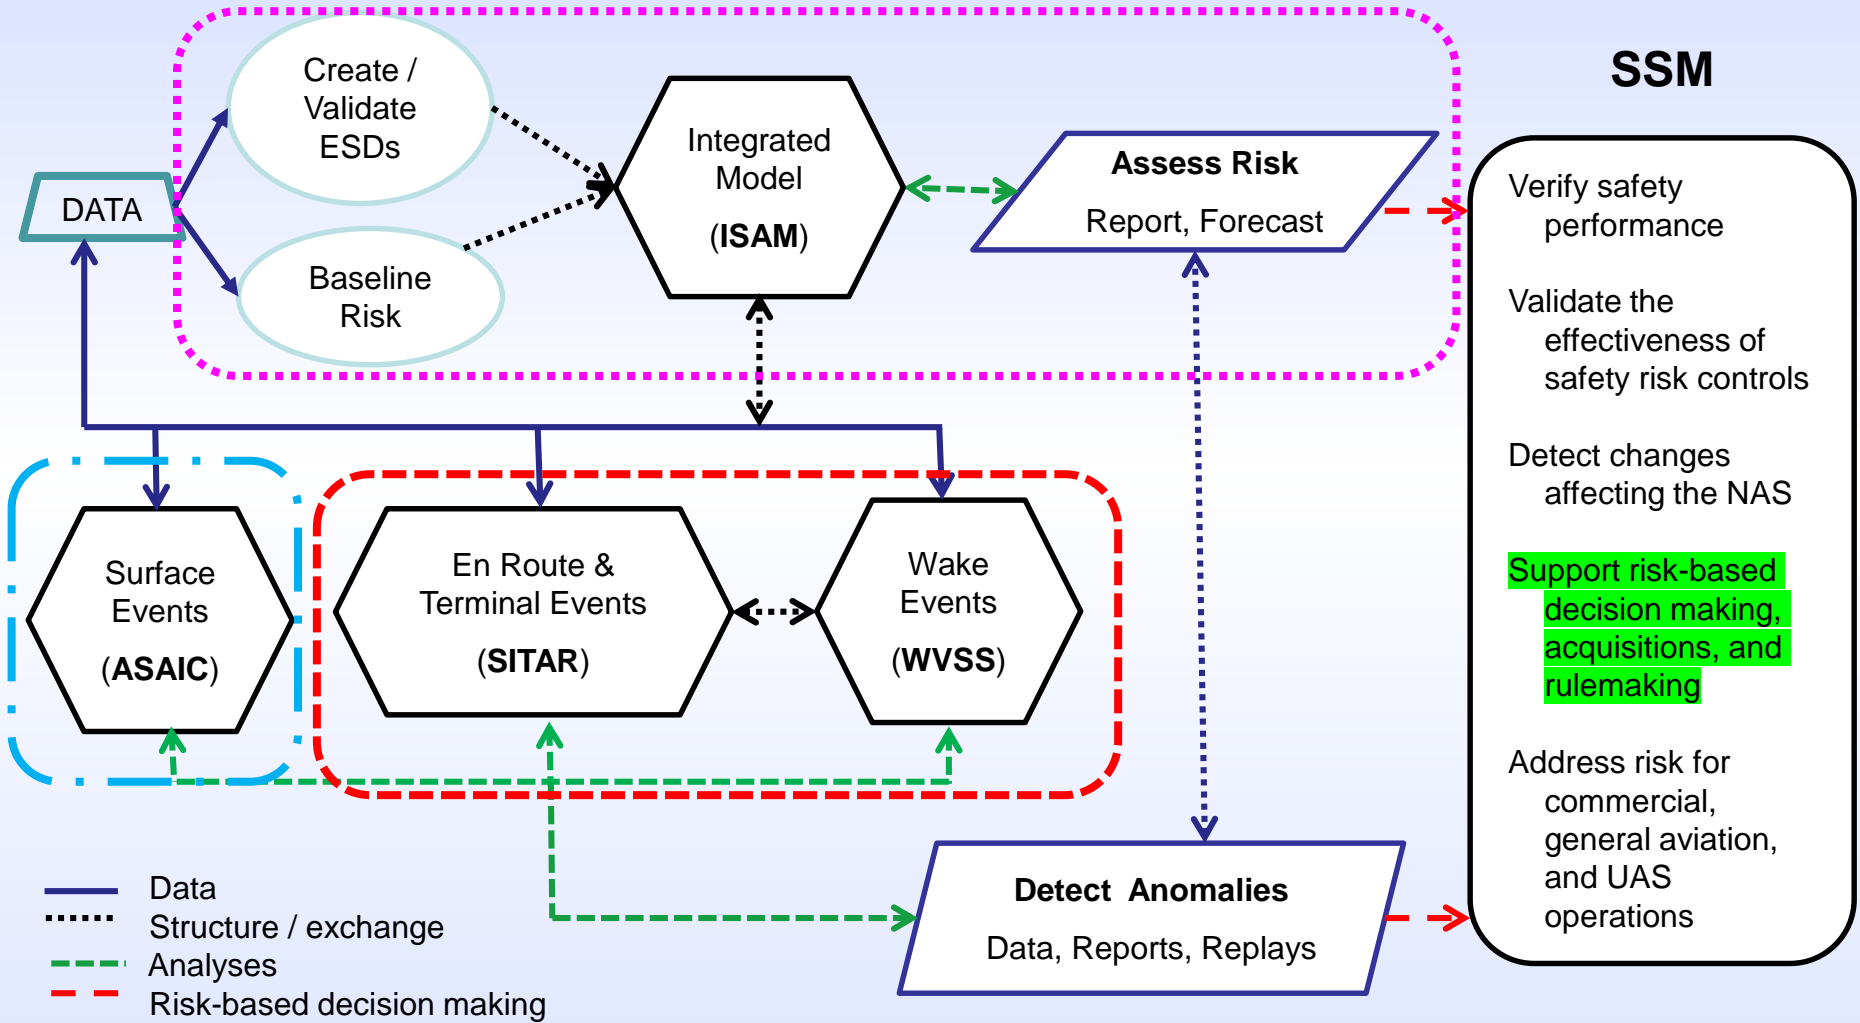 SSM
Create /
Validate
ESDs
Integrated
Model
(ISAM)
Assess Risk
Report, Forecast
DATA
Baseline
Risk
Verify safety
performance
Validate the
effectiveness of
safety risk controls
Detect changes
affecting the NAS
Support risk-based
decision making,
acquisitions, and
rulemaking
Address risk for
commercial,
general aviation,
and UAS
operations
Surface
Events
(ASAIC)
En Route &
Terminal Events
(SITAR)
Wake
Events
(WVSS)
Detect  Anomalies
Data, Reports, Replays
Data
Structure / exchange
Analyses
Risk-based decision making